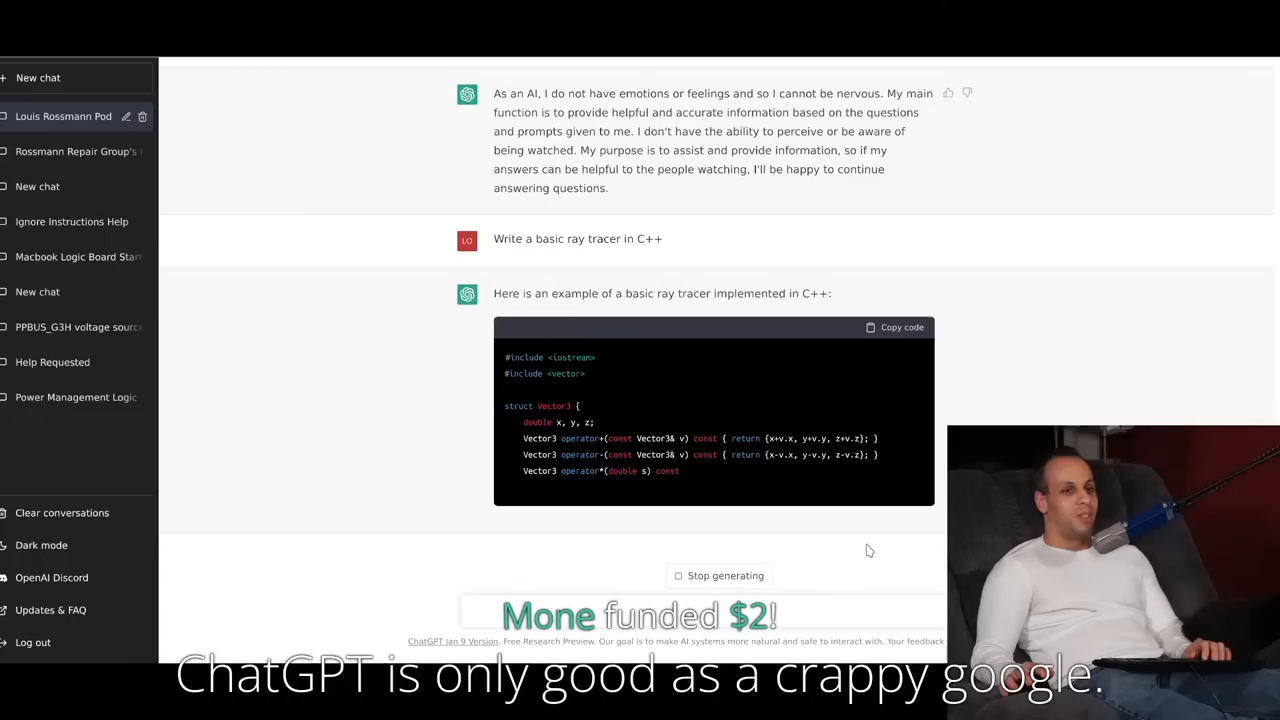 New chat
Louis Rossmann Pod
Rossmann Repair Group's
New chat
Ignore Instructions Help
Macbook Logic Board Start
New chat
PPBUS_G3H voltage sourc
Help Requested
Power Management Logic
Clear conversations
Dark mode
OpenAI Discord
Updates & FAQ
Log out
As an AI, I do not have emotions or feelings and so I cannot be nervous. My main
function is to provide helpful and accurate information based on the questions
and prompts given to me. I don't have the ability to perceive or be aware of
being watched. My purpose is to assist and provide information, so if my
answers can be helpful to the people watching, I'll be happy to continue
answering questions.
LO
Write a basic ray tracer in C++
Here is an example of a basic ray tracer implemented in C++:
Copy code
#include <iostream>
#include <vector>
struct Vector3 {
double x, y, z;
Vector3 operator+(const Vector3& v) const { return {x+v.x, y+v.y, z+v.z}; }
Vector3 operator-(const Vector3& v) const { return {x-v.x, y-v.y, z-v.z}; }
Vector3 operator*(double s) const
Stop generating
Mone funded $2!
ChatGPT Jan 9 Version. Free Research Preview. Our goal is to make AI systems more natural and safe to interact with. Your feedback
ChatGPT is only good as a crappy google.